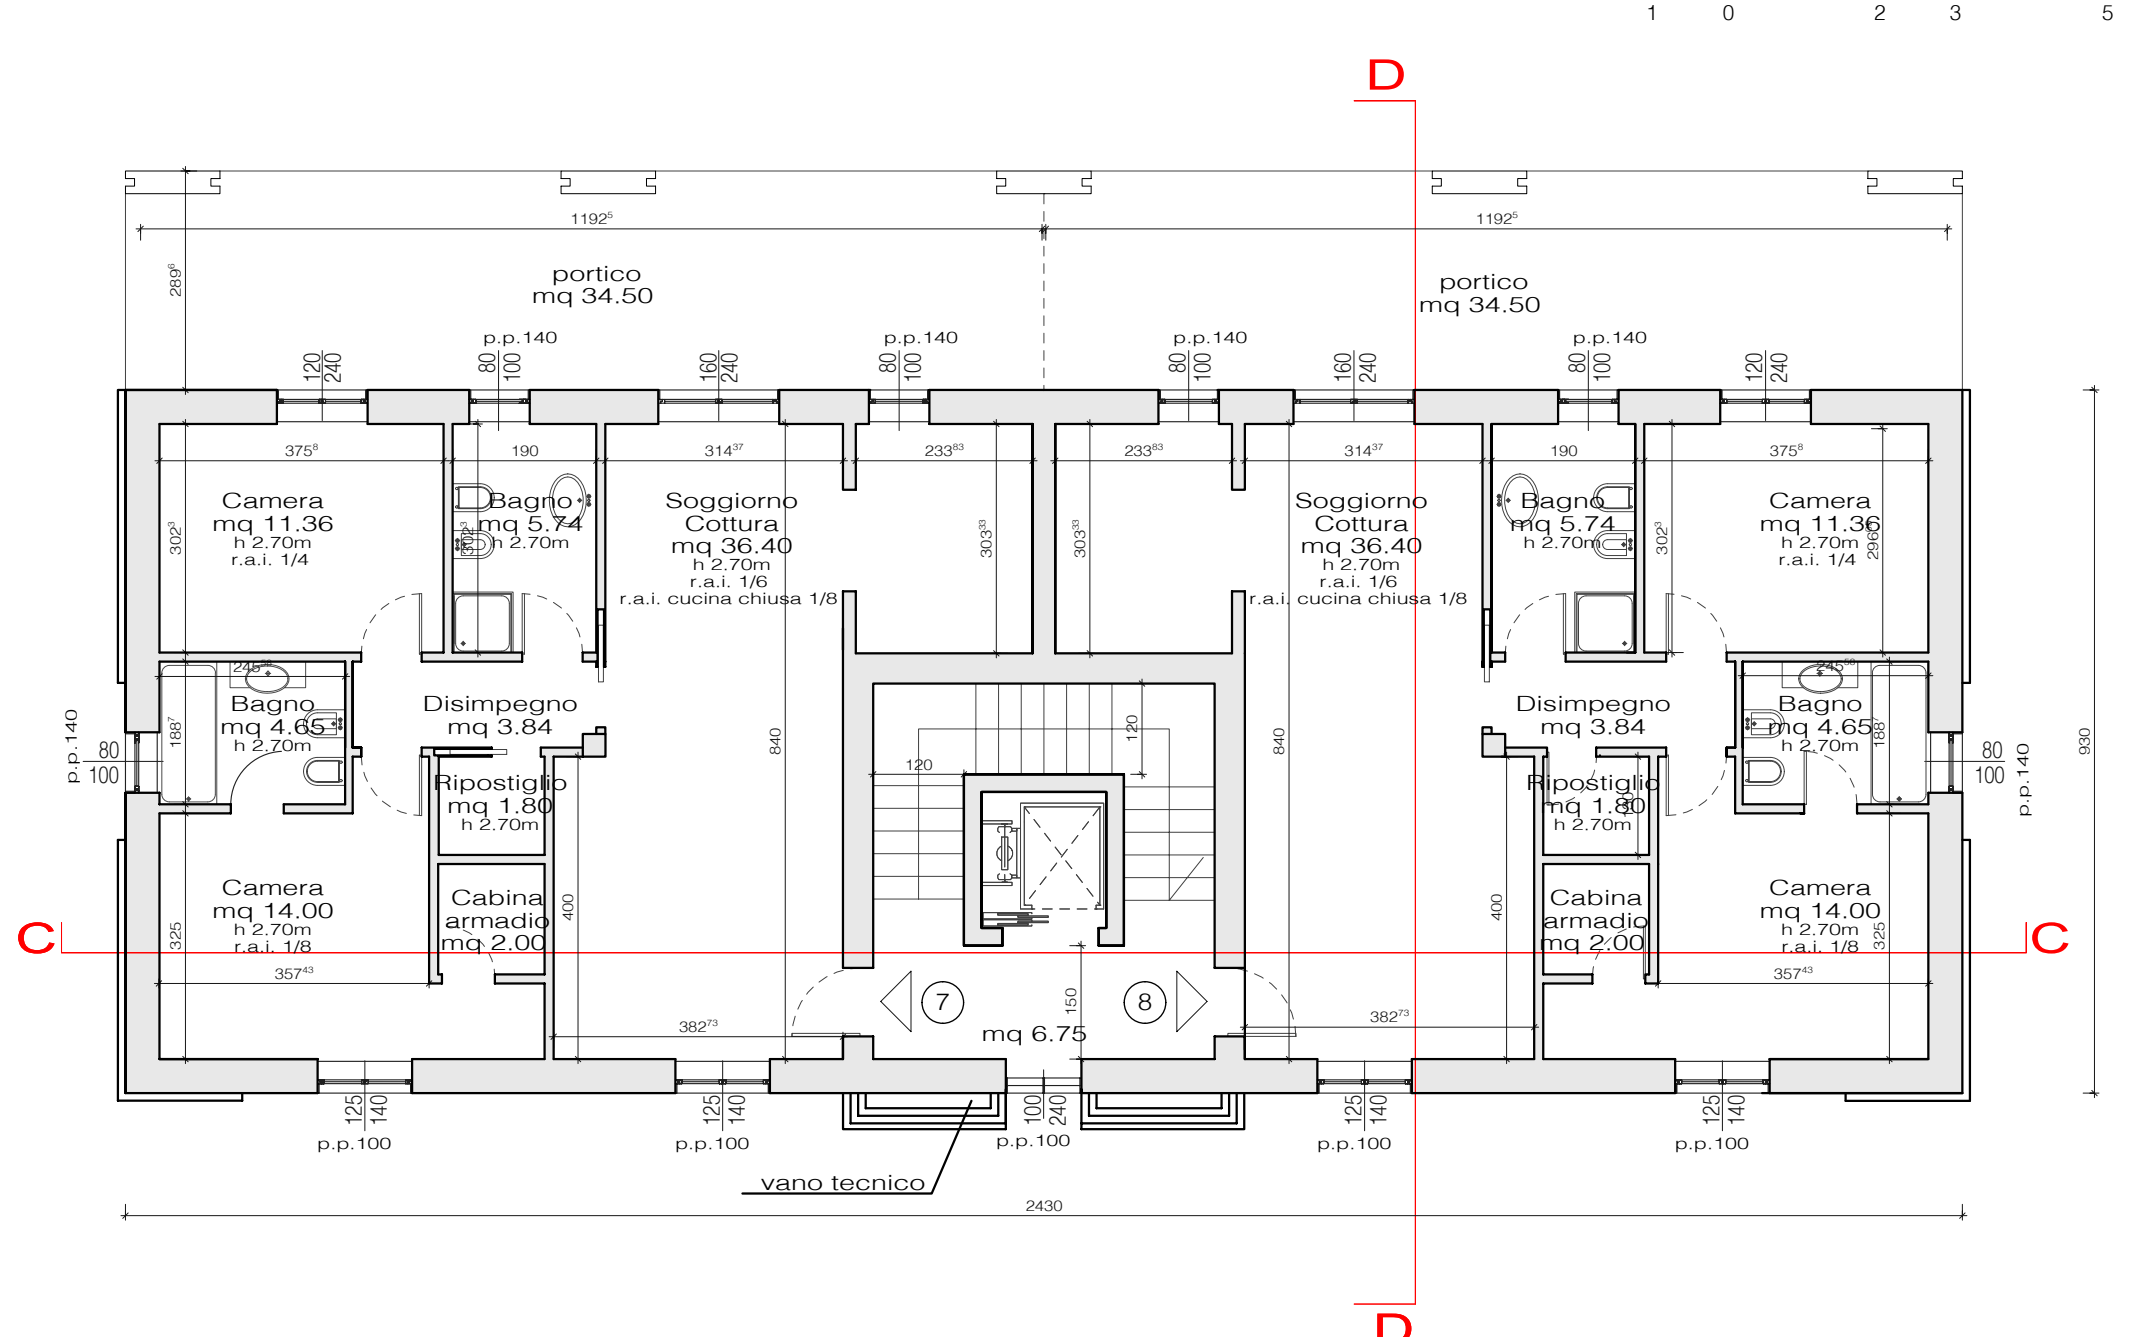 1 0 2 3 5
D
1192⁵ 1192⁵
289⁶
portico
mq 34.50
portico
mq 34.50
p.p.140 p.p.140 p.p.140 p.p.140
120 240 80 100 160 240 80 100 80 100 160 240 80 100 120 240
375⁸ 190 314³⁷ 233⁸³ 233⁸³ 314³⁷ 190 375⁸
Camera
mq 11.36
h 2.70m
r.a.i. 1/4
302³
Bagno
mq 5.74
h 2.70m
302³
Soggiorno
Cottura
mq 36.40
h 2.70m
r.a.i. 1/6
r.a.i. cucina chiusa 1/8
303³³
303³³
Soggiorno
Cottura
mq 36.40
h 2.70m
r.a.i. 1/6
r.a.i. cucina chiusa 1/8
Bagno
mq 5.74
h 2.70m
302³
Camera
mq 11.36
h 2.70m
r.a.i. 1/4
Bagno
mq 4.65
h 2.70m
188⁷
p.p.140
80
100
Disimpegno
mq 3.84
Ripostiglio
mq 1.80
h 2.70m
840
120
120
840
Disimpegno
mq 3.84
Ripostiglio
mq 1.80
h 2.70m
Bagno
mq 4.65
h 2.70m
188⁷
80
100
p.p.140
930
Camera
mq 14.00
h 2.70m
r.a.i. 1/8
325
357⁴³
Cabina
armadio
mq 2.00
400
400
Cabina
armadio
mq 2.00
Camera
mq 14.00
h 2.70m
r.a.i. 1/8
325
357⁴³
C C
7 8
150
mq 6.75
382⁷³ 382⁷³
125 140 125 140 100 240 125 140 125 140
p.p.100 p.p.100 p.p.100 p.p.100 p.p.100
vano tecnico
2430
D